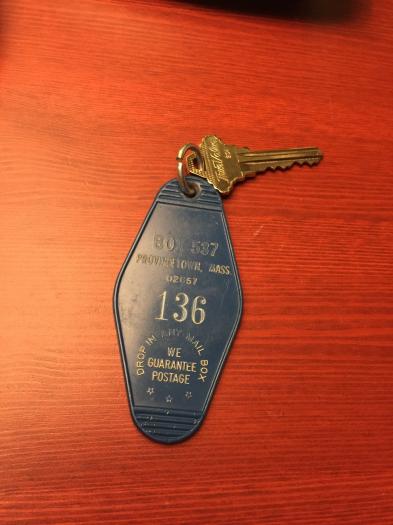 BOX 537
PROVINCETOWN, MASS.
02657
136
DROP IN ANY MAIL BOX
WE
GUARANTEE
POSTAGE